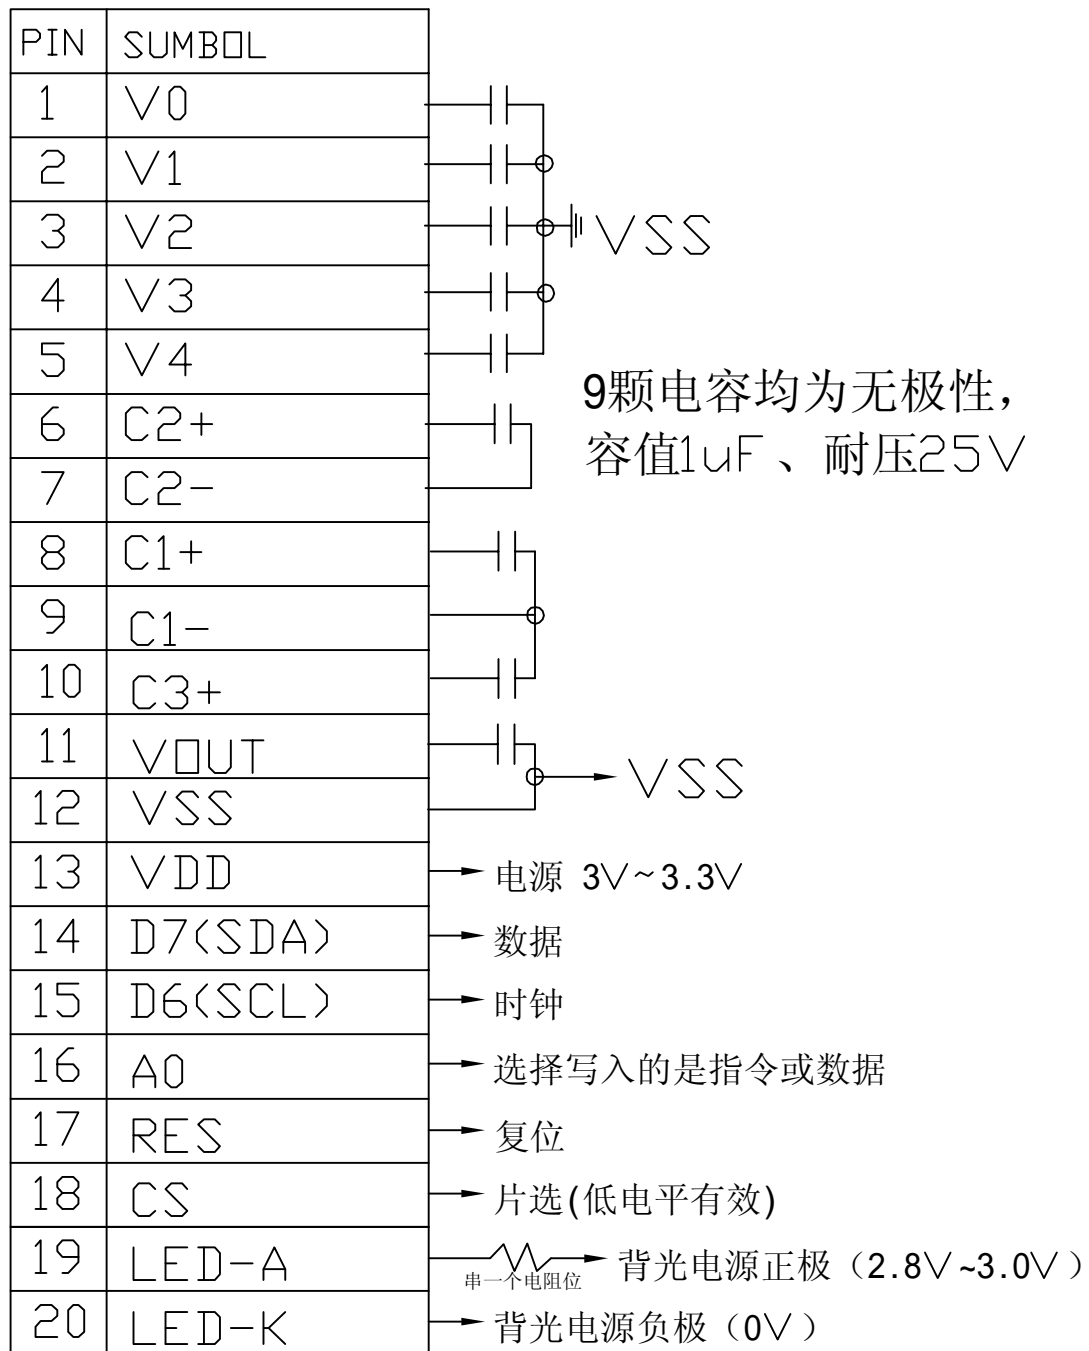 PIN SUMBOL
1 V0
2 V1
3 V2 VSS
4 V3
5 V4
9颗电容均为无极性，
6 C2+
容值1uF、耐压25V
7 C2-
8 C1+
9 C1-
10 C3+
11 VOUT
VSS
12 VSS
13 VDD 电源 3V~3.3V
14 D7(SDA) 数据
15 D6(SCL) 时钟
16 A0 选择写入的是指令或数据
17 RES 复位
18 CS 片选(低电平有效)
19 LED-A 串一个电阻位 背光电源正极（2.8V~3.0V）
20 LED-K 背光电源负极（0V）